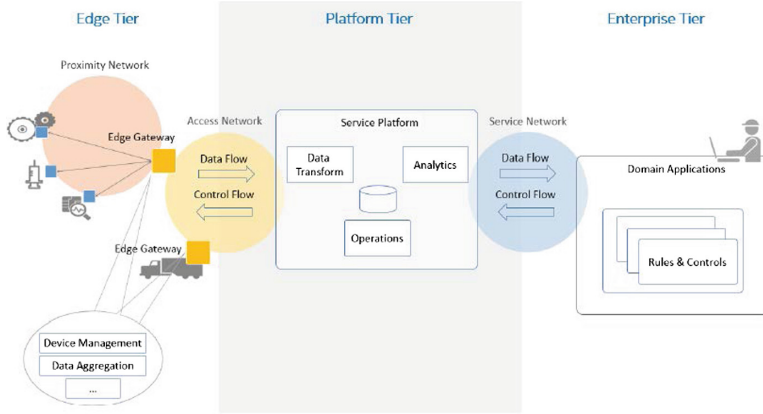 Edge Tier
Platform Tier
Enterprise Tier
Proximity Network
Access Network
Service Network
Edge Gateway
Service Platform
Data Flow
Control Flow
Data
Transform
Analytics
Operations
Data Flow
Control Flow
Domain Applications
Rules & Controls
Edge Gateway
Device Management
Data Aggregation
...